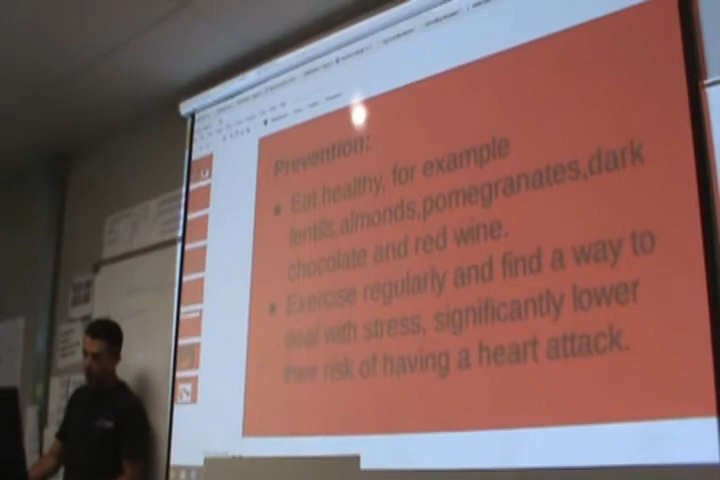 Prevention:
● Eat healthy, for example
lentils,almonds,pomegranates,dark
chocolate and red wine.
● Exercise regularly and find a way to
deal with stress, significantly lower
their risk of having a heart attack.